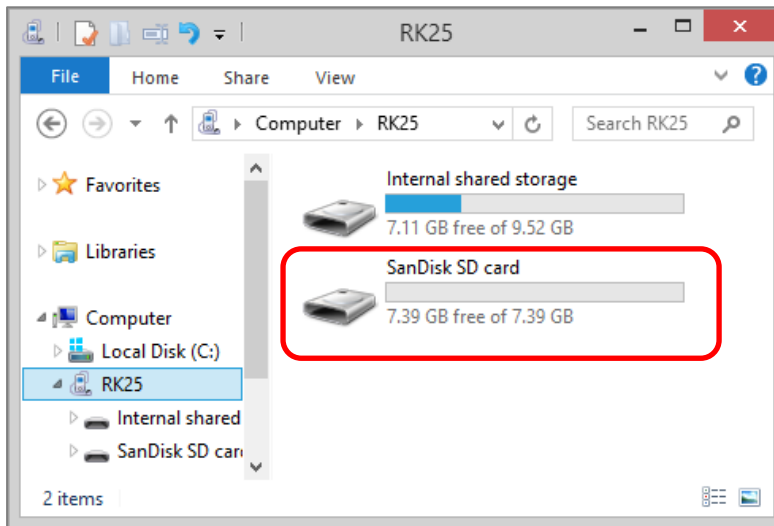 RK25
File Home Share View
Computer RK25 Search RK25
Favorites
Libraries
Computer
Local Disk (C:)
RK25
Internal shared
SanDisk SD car
Internal shared storage
7.11 GB free of 9.52 GB
SanDisk SD card
7.39 GB free of 7.39 GB
2 items